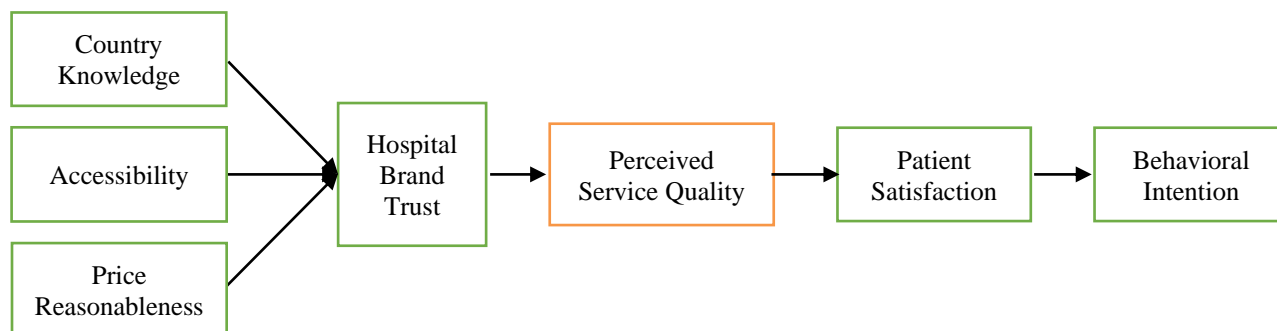 Country
Knowledge
Accessibility
Price
Reasonableness
Hospital
Brand
Trust
Perceived
Service Quality
Patient
Satisfaction
Behavioral
Intention